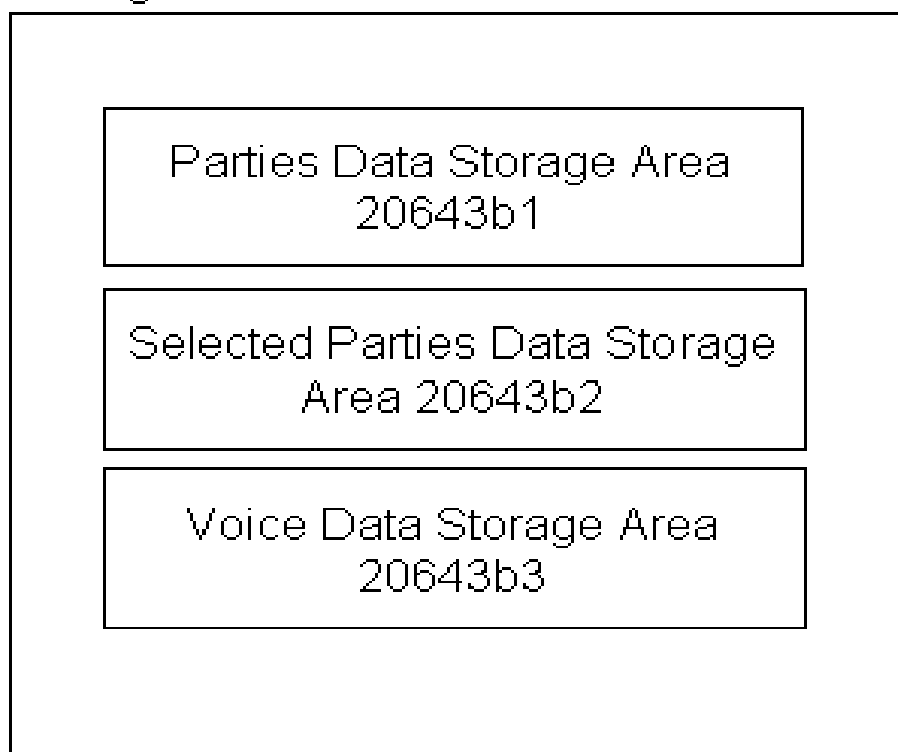 Parties Data Storage Area
20643b1
Selected Parties Data Storage
Area 20643b2
Voice Data Storage Area
20643b3